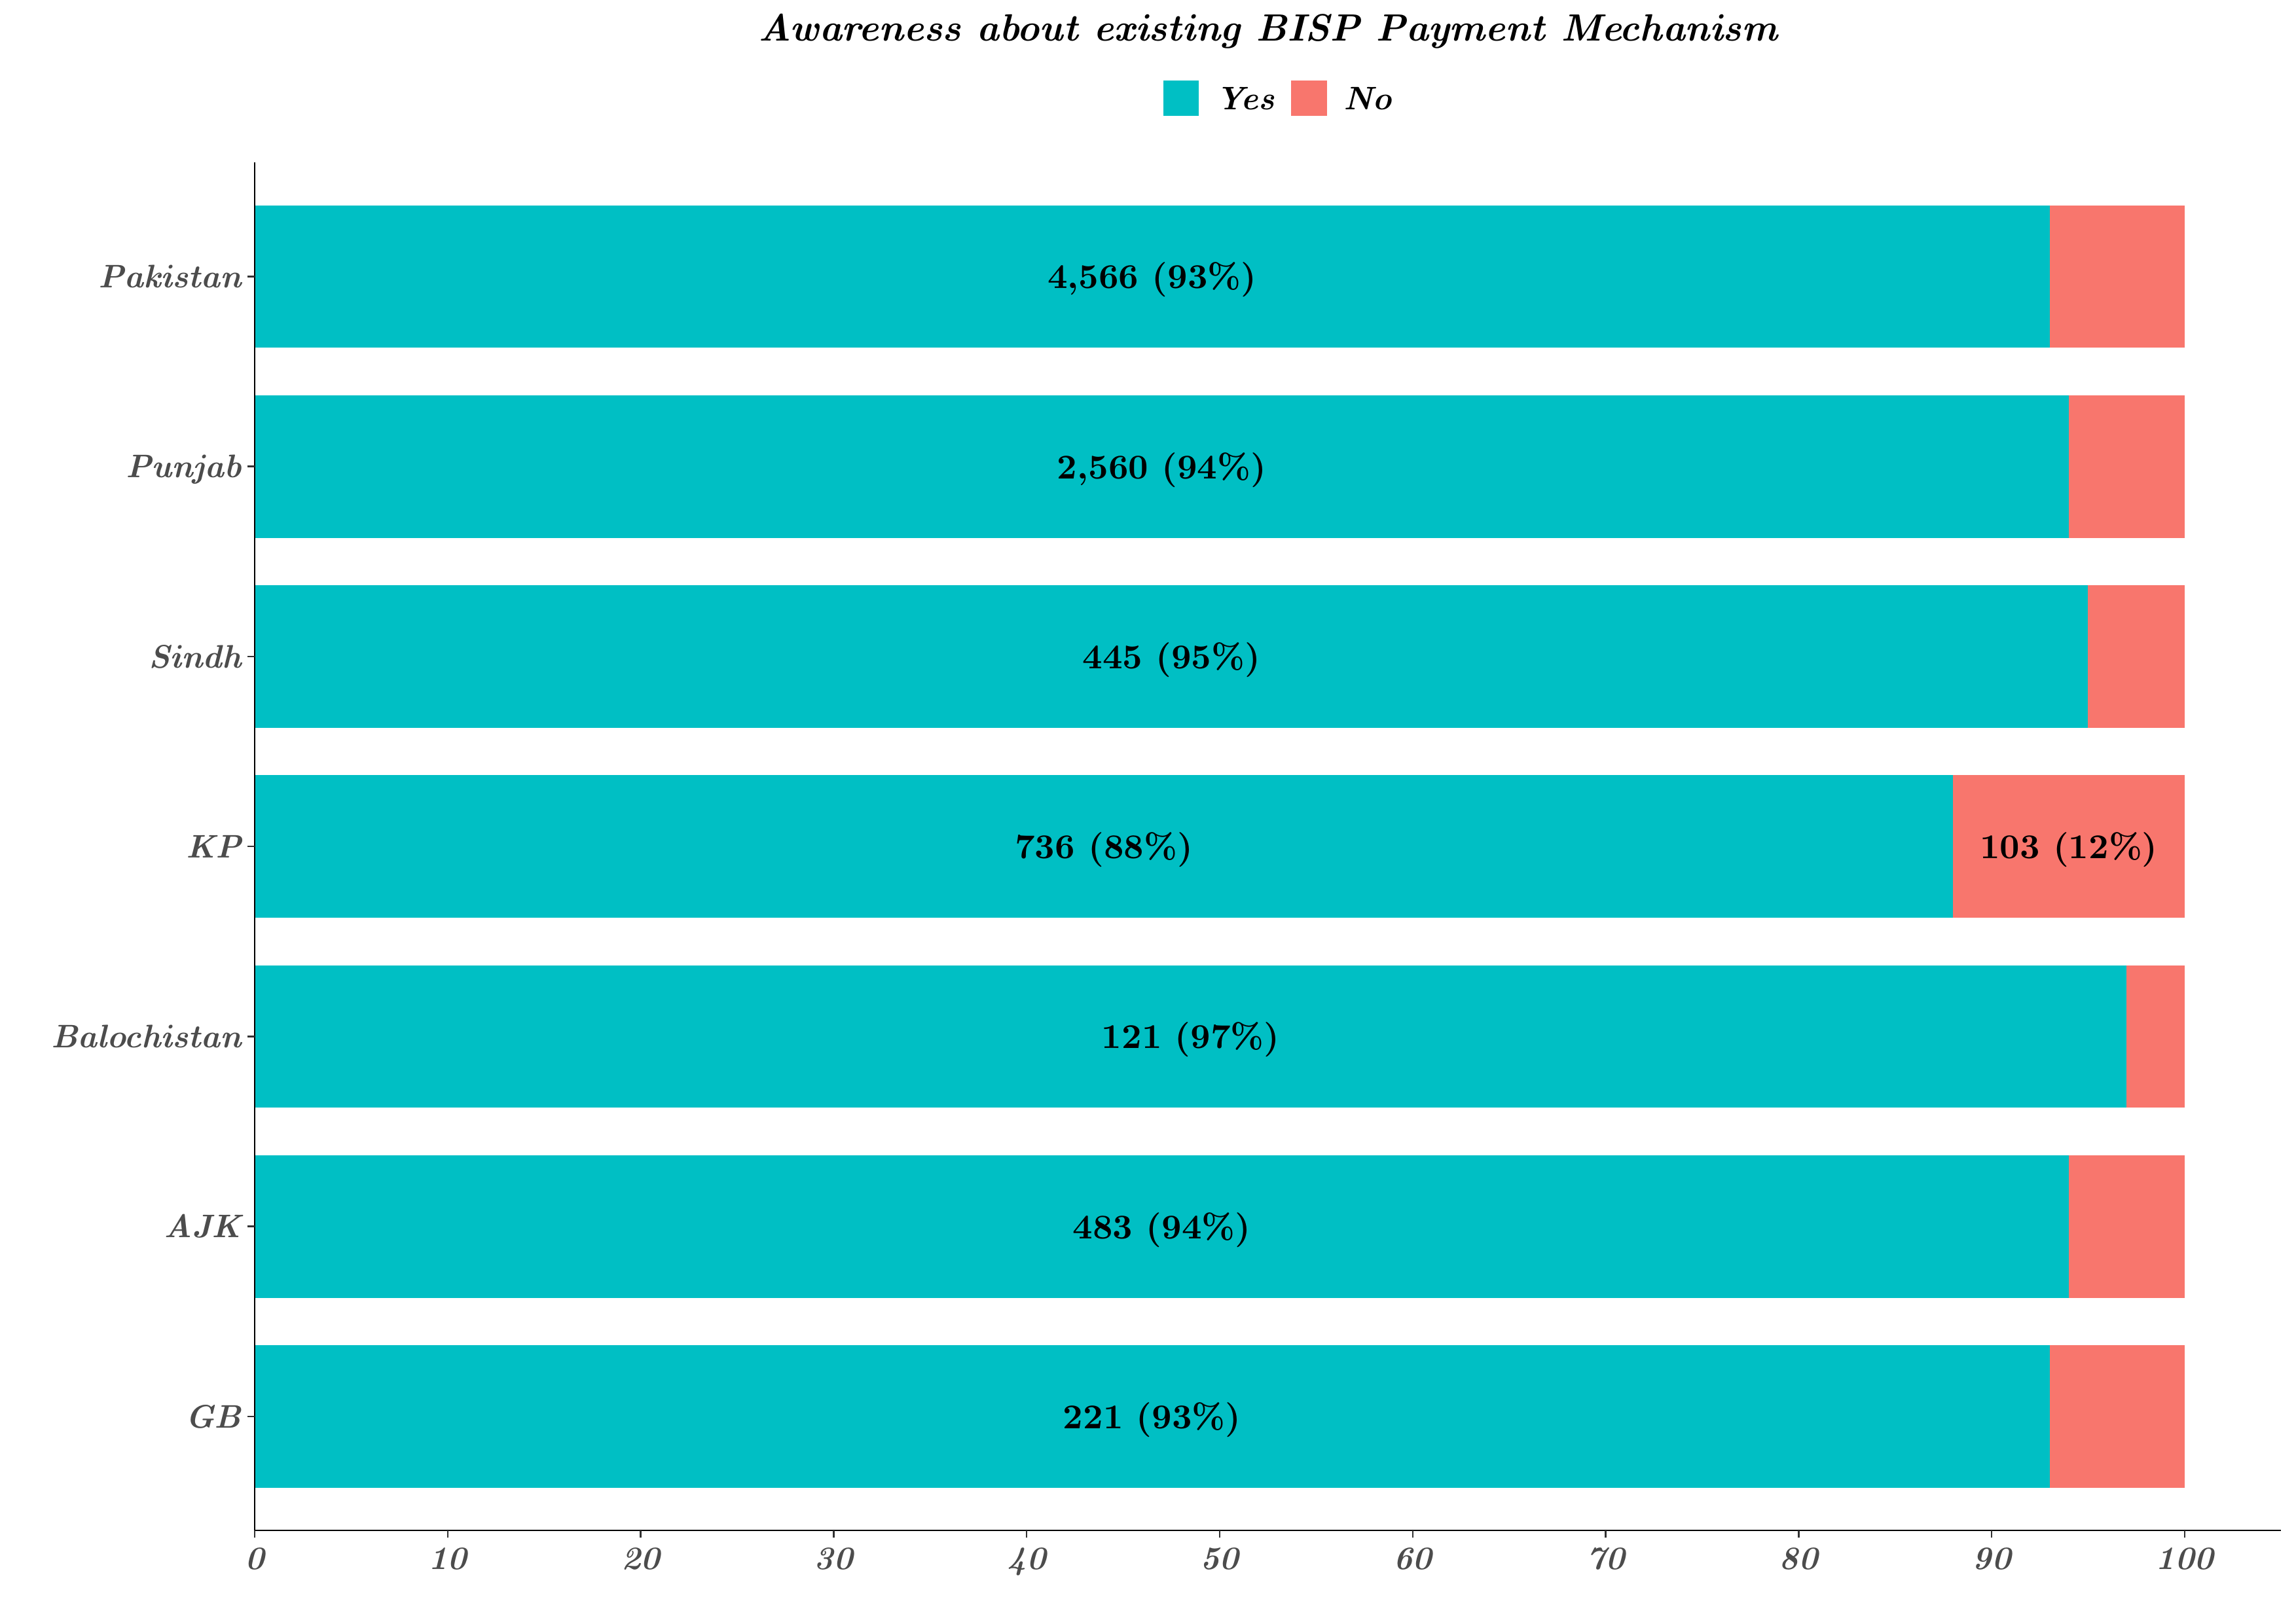 Awareness about existing BISP Payment Mechanism
Yes No
Pakistan 4,566 (93%)
Punjab 2,560 (94%)
Sindh 445 (95%)
KP 736 (88%) 103 (12%)
Balochistan 121 (97%)
AJK 483 (94%)
GB 221 (93%)
0 10 20 30 40 50 60 70 80 90 100